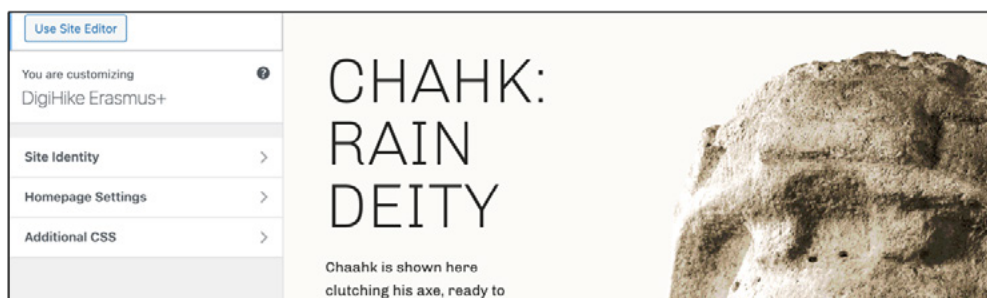 Use Site Editor
You are customizing
DigiHike Erasmus+
Site Identity
Homepage Settings
Additional CSS
CHAHK:
RAIN
DEITY
Chaahk is shown here
clutching his axe, ready to